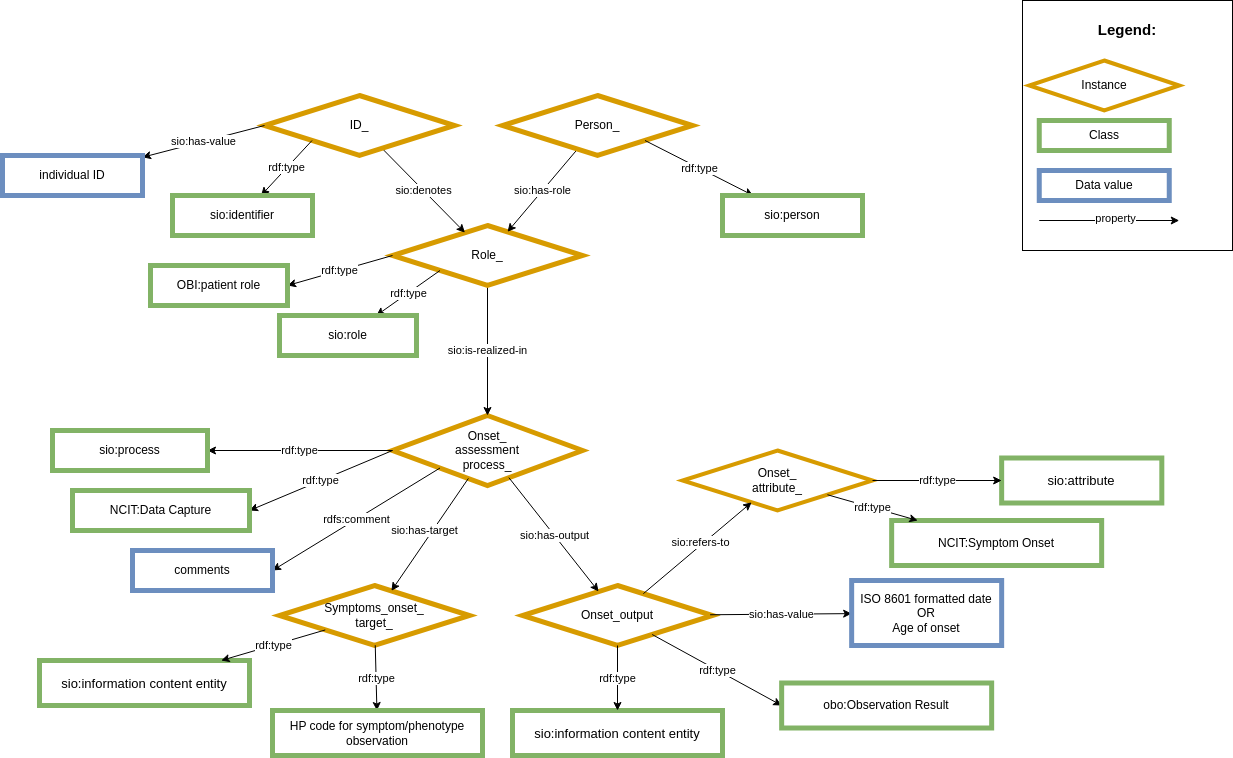 Legend:
Instance
Class
Data value
property
ID_
Person_
sio:has-value
individual ID
rdf:type
sio:identifier
sio:denotes
sio:has-role
rdf:type
sio:person
Role_
rdf:type
OBI:patient role
rdf:type
sio:role
sio:is-realized-in
Onset_
assessment
process_
rdf:type
sio:process
rdf:type
NCIT:Data Capture
rdfs:comment
comments
sio:has-target
sio:has-output
Onset_
attribute_
rdf:type
sio:attribute
rdf:type
NCIT:Symptom Onset
sio:refers-to
Symptoms_onset_
target_
Onset_output
sio:has-value
ISO 8601 formatted date
OR
Age of onset
rdf:type
sio:information content entity
rdf:type
HP code for symptom/phenotype
observation
rdf:type
sio:information content entity
rdf:type
obo:Observation Result